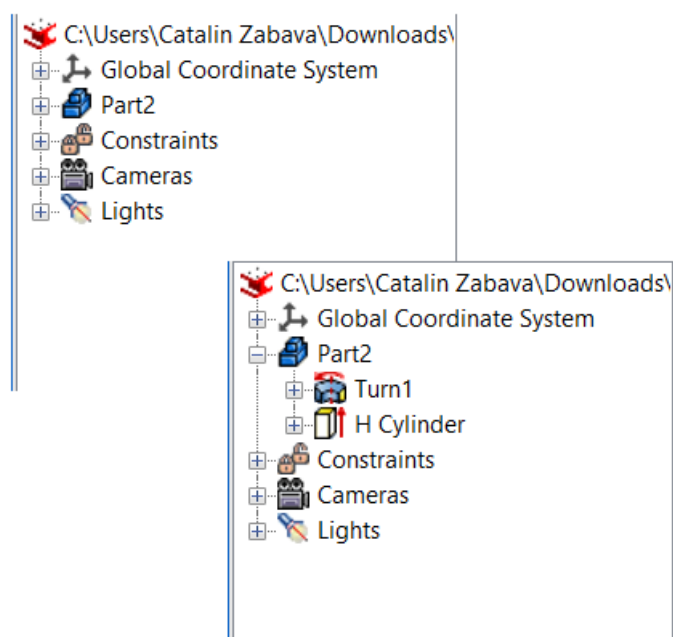 C:\Users\Catalin Zabava\Downloads\
Global Coordinate System
Part2
Constraints
Cameras
Lights
C:\Users\Catalin Zabava\Downloads\
Global Coordinate System
Part2
Turn1
H Cylinder
Constraints
Cameras
Lights